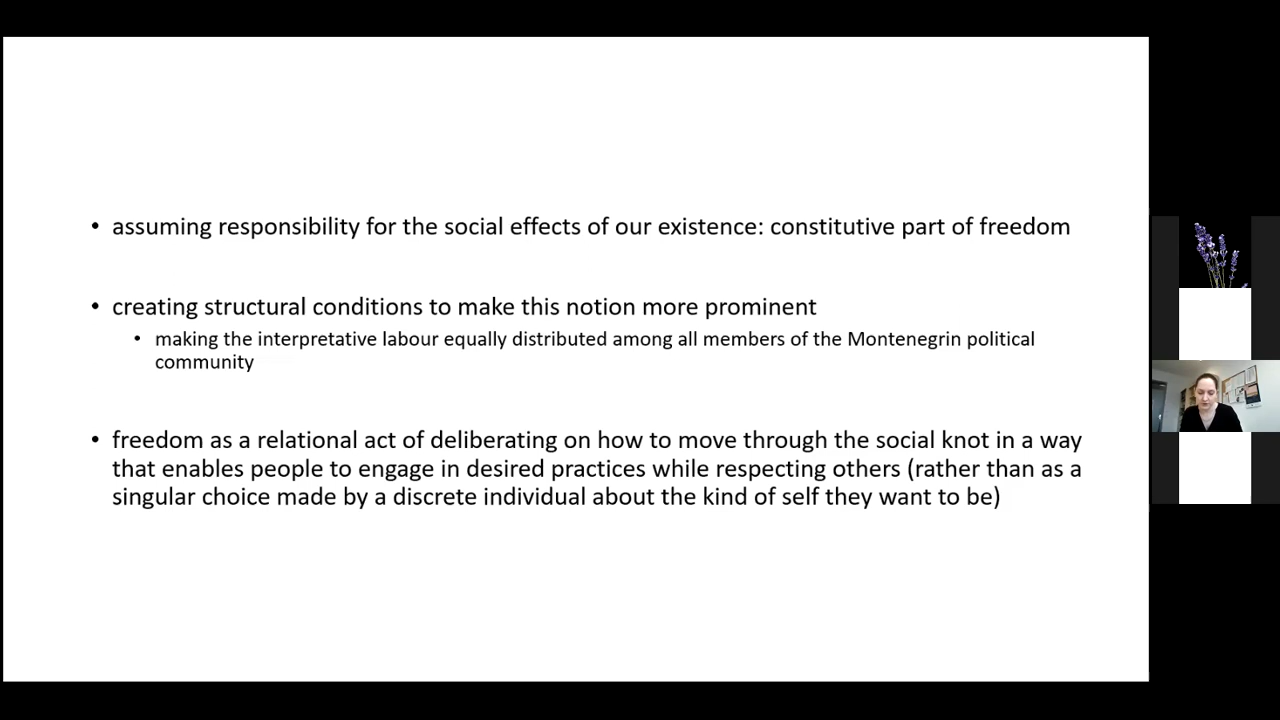 • assuming responsibility for the social effects of our existence: constitutive part of freedom
• creating structural conditions to make this notion more prominent
• making the interpretative labour equally distributed among all members of the Montenegrin political
community
• freedom as a relational act of deliberating on how to move through the social knot in a way
that enables people to engage in desired practices while respecting others (rather than as a
singular choice made by a discrete individual about the kind of self they want to be)